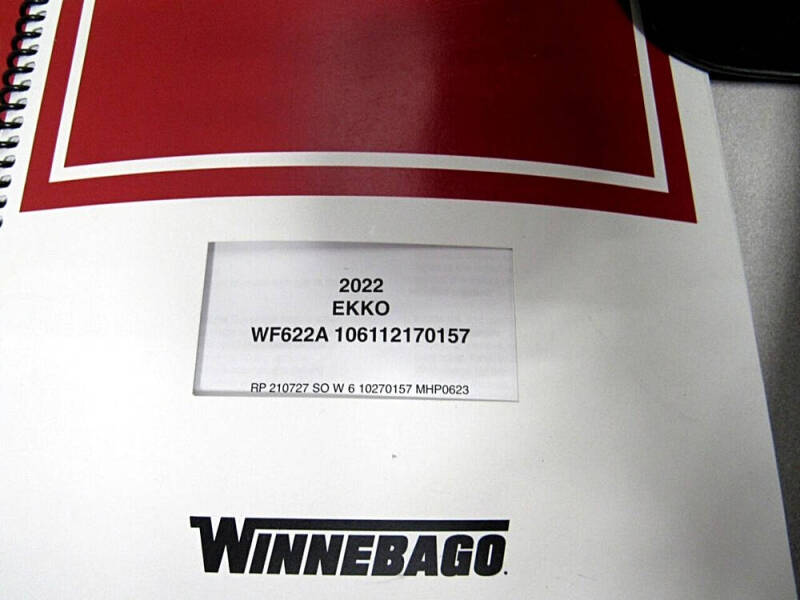 2022
EKKO
WF622A 106112170157
RP 210727 SO W 6 10270157 MHP0623
WINNEBAGO.